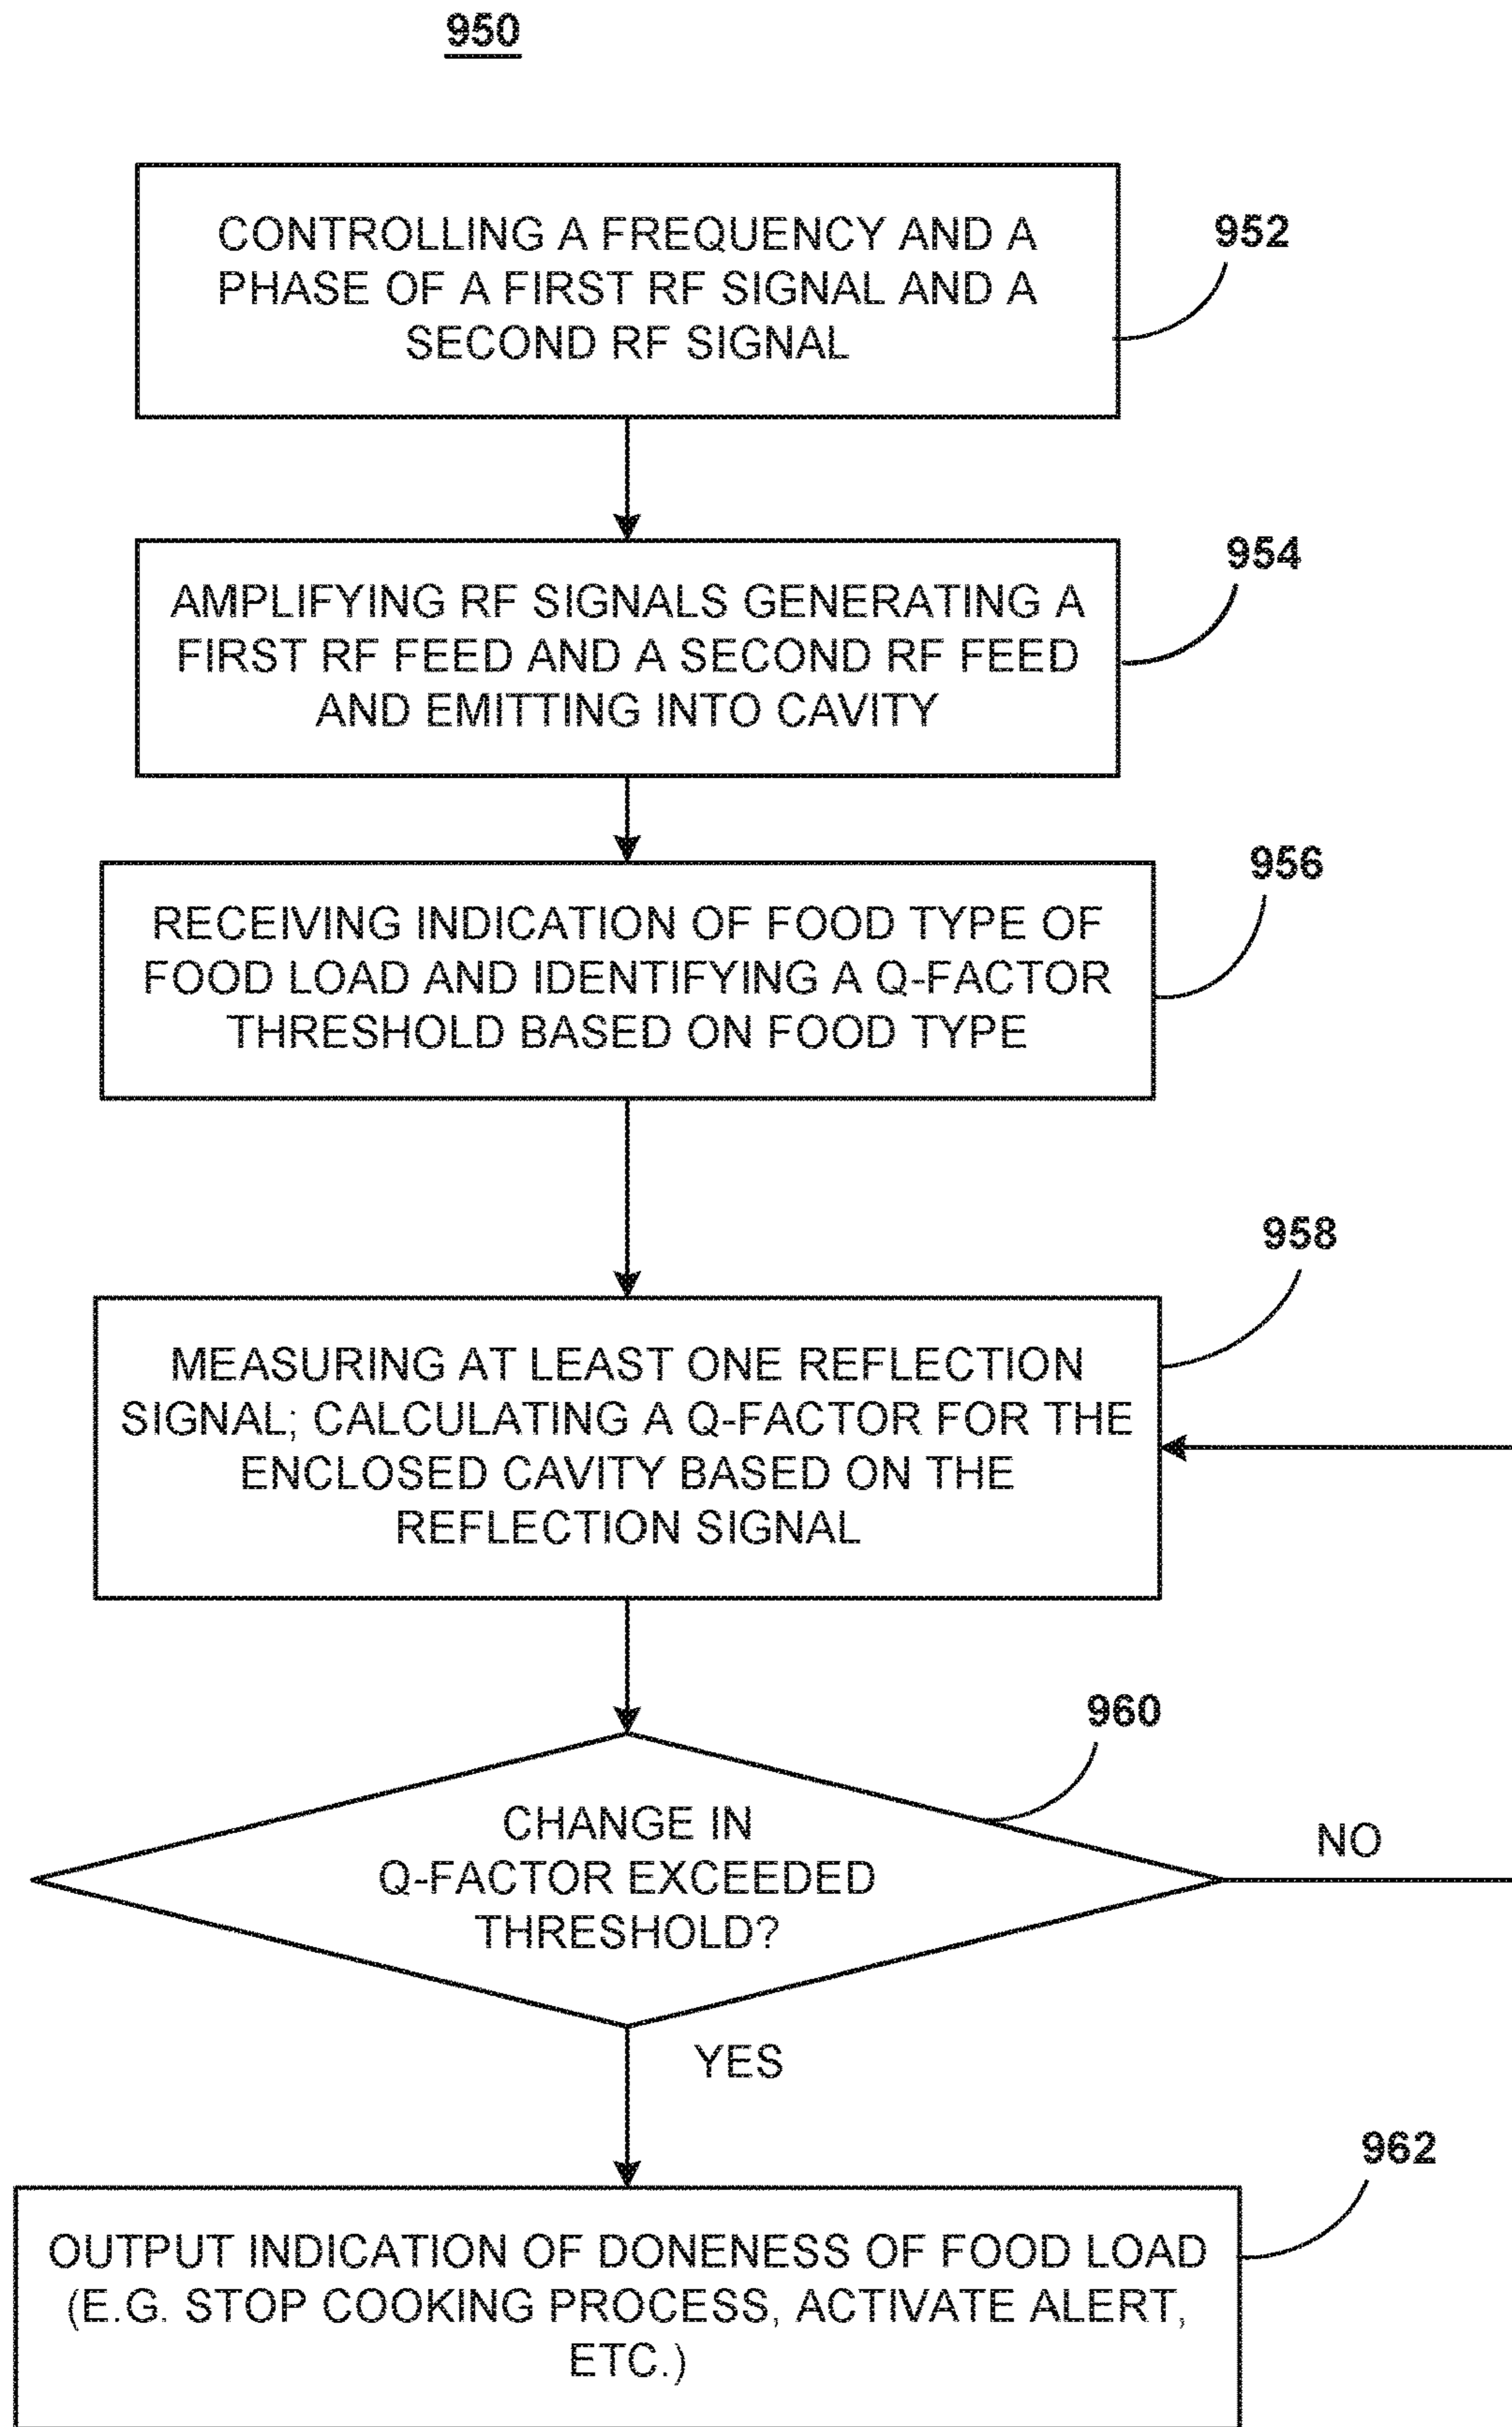 950
CONTROLLING A FREQUENCY AND A
PHASE OF A FIRST RF SIGNAL AND A
SECOND RF SIGNAL
952
AMPLIFYING RF SIGNALS GENERATING A
FIRST RF FEED AND A SECOND RF FEED
AND EMITTING INTO CAVITY
954
RECEIVING INDICATION OF FOOD TYPE OF
FOOD LOAD AND IDENTIFYING A Q-FACTOR
THRESHOLD BASED ON FOOD TYPE
956
MEASURING AT LEAST ONE REFLECTION
SIGNAL; CALCULATING A Q-FACTOR FOR THE
ENCLOSED CAVITY BASED ON THE
REFLECTION SIGNAL
958
CHANGE IN
Q-FACTOR EXCEEDED
THRESHOLD?
960
NO
YES
OUTPUT INDICATION OF DONENESS OF FOOD LOAD
(E.G. STOP COOKING PROCESS, ACTIVATE ALERT,
ETC.)
962